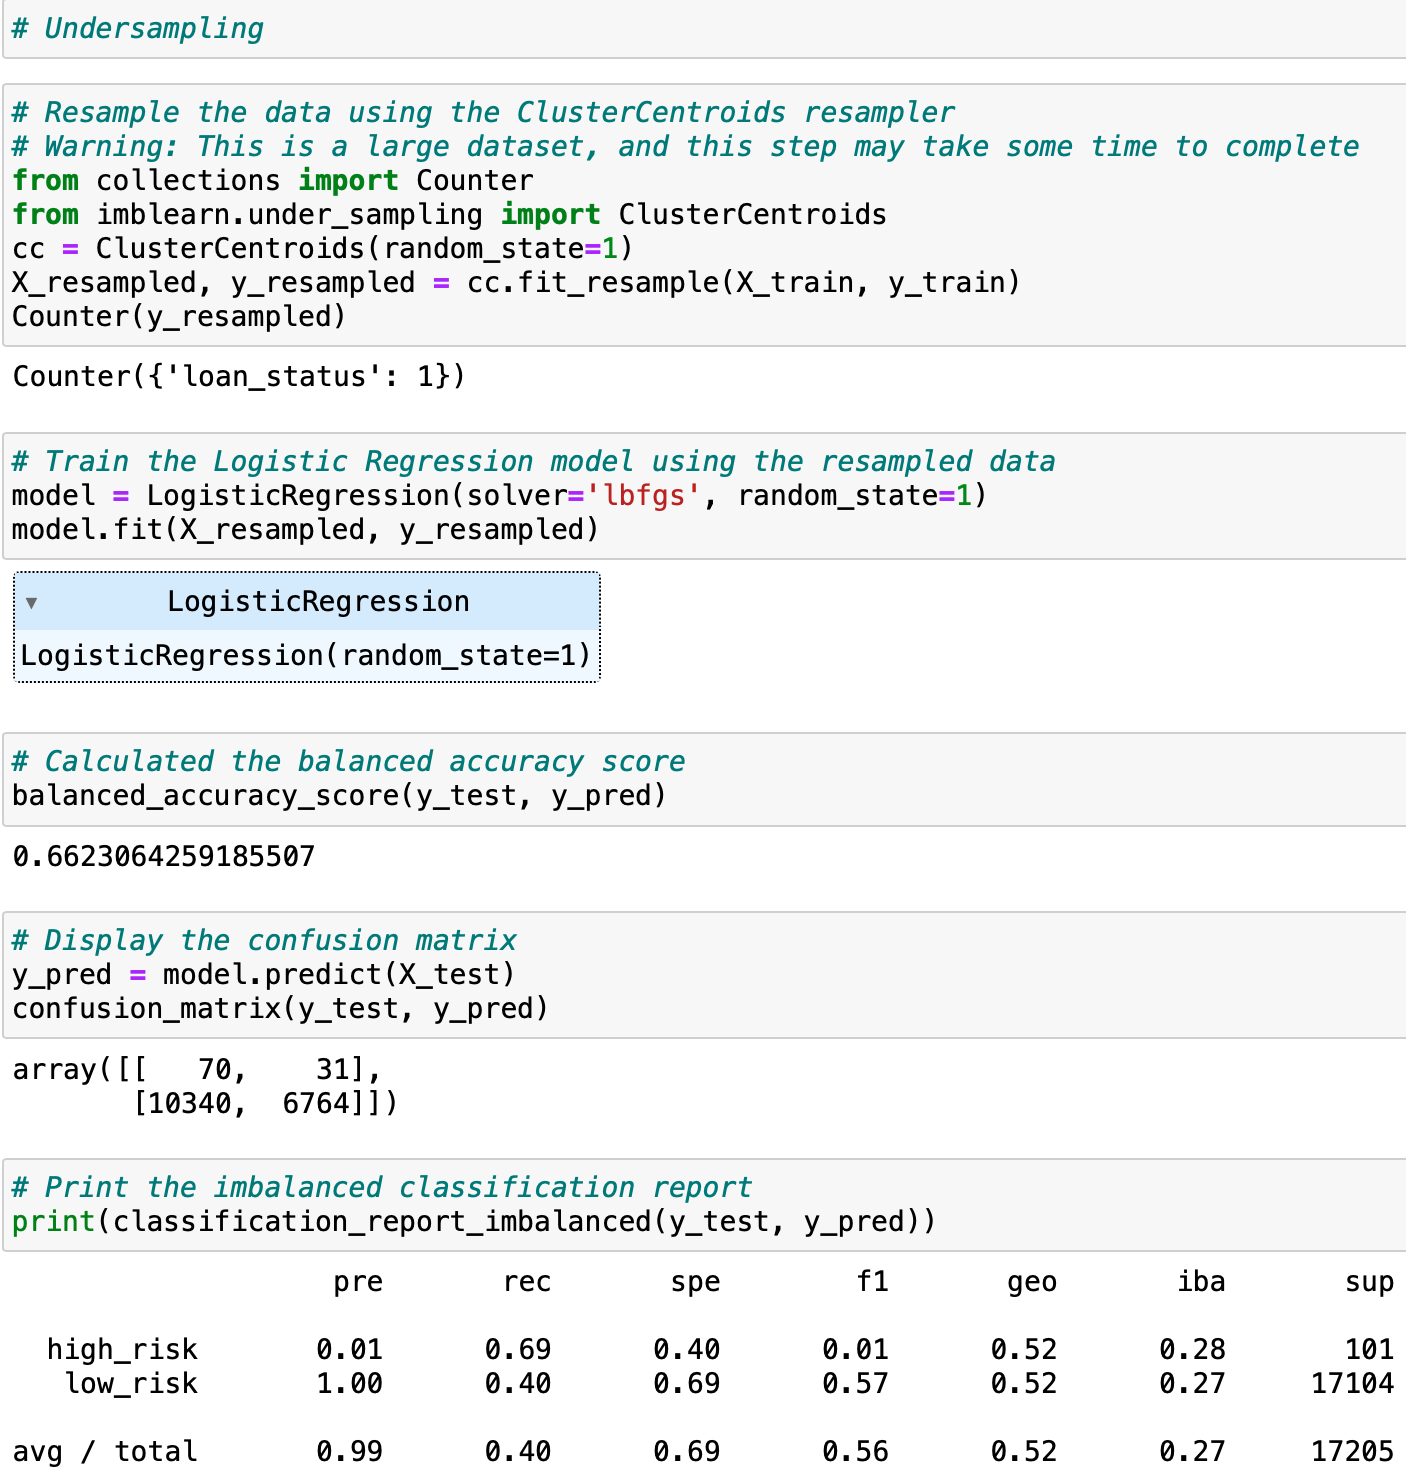 # Undersampling
# Resample the data using the ClusterCentroids resampler
# Warning: This is a large dataset, and this step may take some time to complete
from collections import Counter
from imblearn.under_sampling import ClusterCentroids
cc = ClusterCentroids(random_state=1)
X_resampled, y_resampled = cc.fit_resample(X_train, y_train)
Counter(y_resampled)
Counter({'loan_status': 1})
# Train the Logistic Regression model using the resampled data
model = LogisticRegression(solver='lbfgs', random_state=1)
model.fit(X_resampled, y_resampled)
▾ LogisticRegression
LogisticRegression(random_state=1)
# Calculated the balanced accuracy score
balanced_accuracy_score(y_test, y_pred)
0.6623064259185507
# Display the confusion matrix
y_pred = model.predict(X_test)
confusion_matrix(y_test, y_pred)
array([[   70,    31],
       [10340,  6764]])
# Print the imbalanced classification report
print(classification_report_imbalanced(y_test, y_pred))
pre rec spe f1 geo iba sup
high_risk 0.01 0.69 0.40 0.01 0.52 0.28 101
low_risk 1.00 0.40 0.69 0.57 0.52 0.27 17104
avg / total 0.99 0.40 0.69 0.56 0.52 0.27 17205